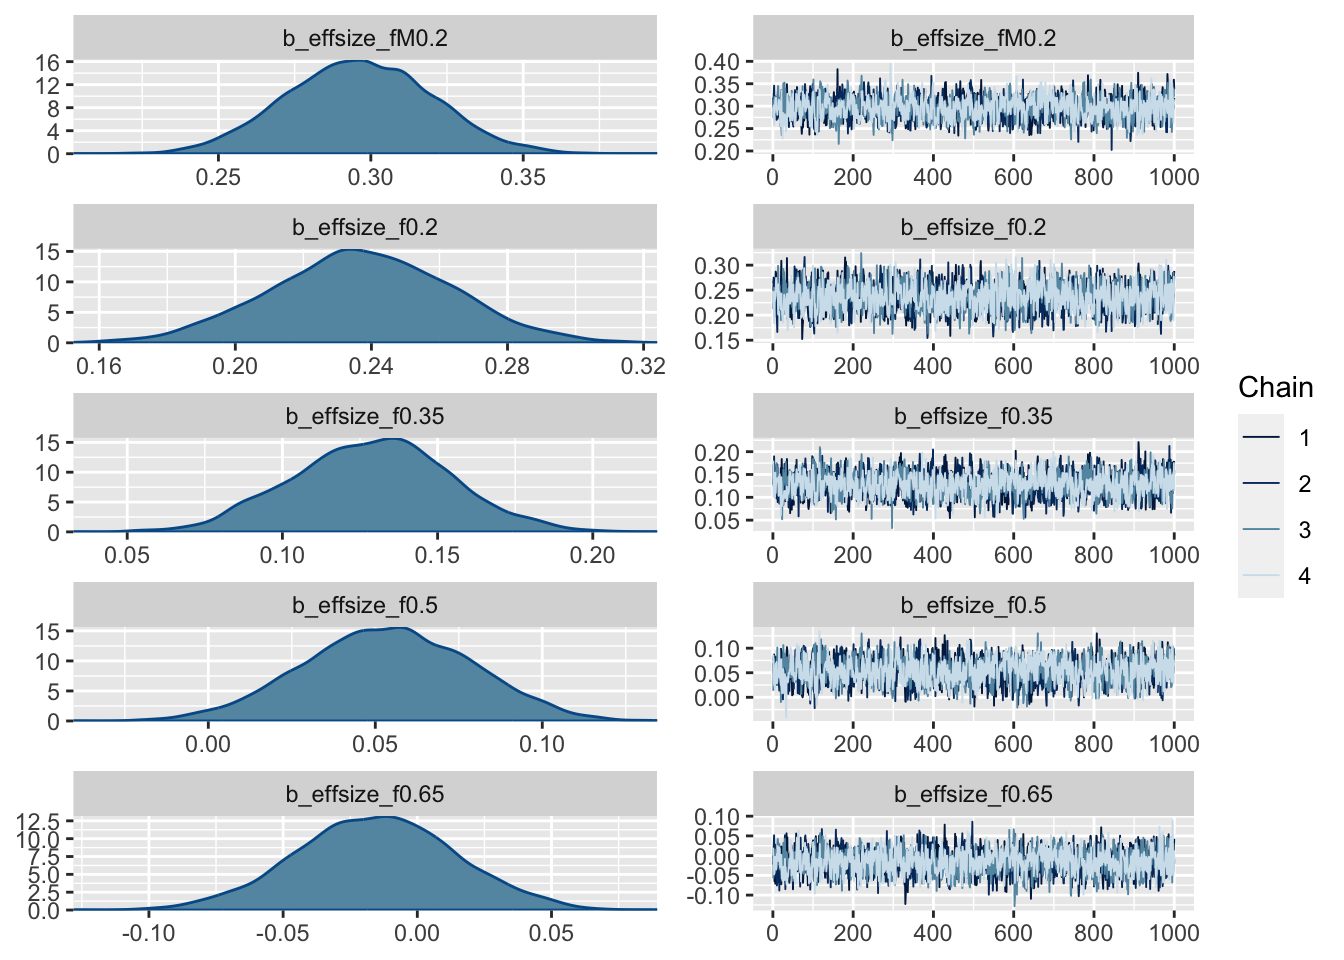 b_effsize_fM0.2
16
12
8
4
0
0.25 0.30 0.35
b_effsize_fM0.2
0.40
0.35
0.30
0.25
0.20
0 200 400 600 800 1000
b_effsize_f0.2
15
10
5
0
0.16 0.20 0.24 0.28 0.32
b_effsize_f0.2
0.30
0.25
0.20
0.15
0 200 400 600 800 1000
b_effsize_f0.35
15
10
5
0
0.05 0.10 0.15 0.20
b_effsize_f0.35
0.20
0.15
0.10
0.05
0 200 400 600 800 1000
b_effsize_f0.5
15
10
5
0
0.00 0.05 0.10
b_effsize_f0.5
0.10
0.05
0.00
0 200 400 600 800 1000
b_effsize_f0.65
12.5
10.0
7.5
5.0
2.5
0.0
-0.10 -0.05 0.00 0.05
b_effsize_f0.65
0.10
0.05
0.00
-0.05
-0.10
0 200 400 600 800 1000
Chain
1
2
3
4